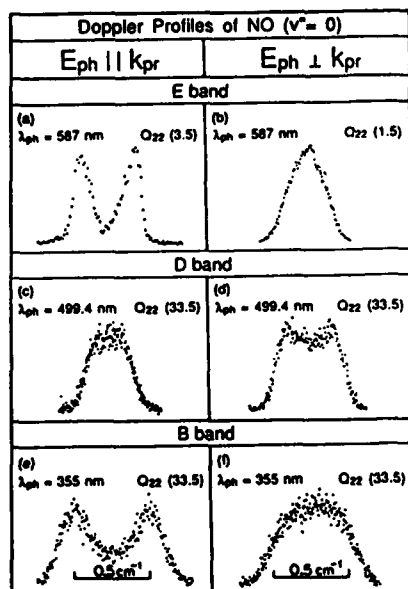 Doppler Profiles of NO (v"= 0)
Eph || kpr
Eph ⊥ kpr
E band
(a)
λph = 587 nm Q22 (3.5)
(b)
λph = 587 nm Q22 (1.5)
D band
(c)
λph = 499.4 nm Q22 (33.5)
(d)
λph = 499.4 nm Q22 (33.5)
B band
(e)
λph = 355 nm Q22 (33.5)
0.5cm⁻¹
(f)
λph = 355 nm Q22 (33.5)
0.5cm⁻¹